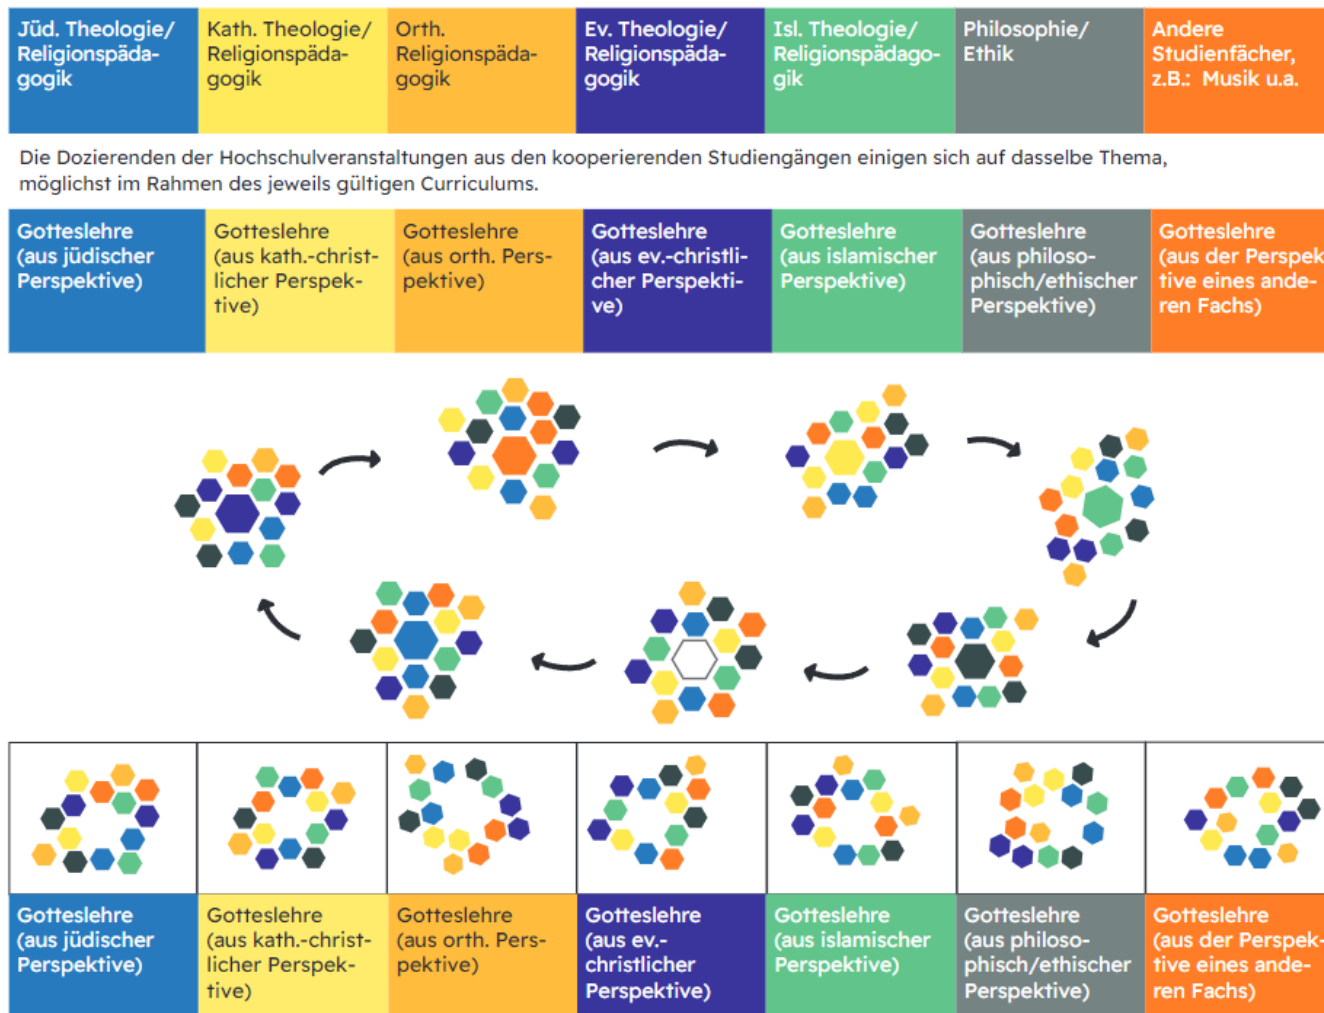 Jüd. Theologie/
Religionspäda-
gogik
Kath. Theologie/
Religionspäda-
gogik
Orth.
Religionspäda-
gogik
Ev. Theologie/
Religionspäda-
gogik
Isl. Theologie/
Religionspädago-
gik
Philosophie/
Ethik
Andere
Studienfächer,
z.B.: Musik u.a.
Die Dozierenden der Hochschulveranstaltungen aus den kooperierenden Studiengängen einigen sich auf dasselbe Thema,
möglichst im Rahmen des jeweils gültigen Curriculums.
Gotteslehre
(aus jüdischer
Perspektive)
Gotteslehre
(aus kath.-christ-
licher Perspek-
tive)
Gotteslehre
(aus orth. Pers-
pektive)
Gotteslehre
(aus ev.-christli-
cher Perspekti-
ve)
Gotteslehre
(aus islamischer
Perspektive)
Gotteslehre
(aus philoso-
phisch/ethischer
Perspektive)
Gotteslehre
(aus der Perspek-
tive eines ande-
ren Fachs)
Gotteslehre
(aus jüdischer
Perspektive)
Gotteslehre
(aus kath.-christ-
licher Perspek-
tive)
Gotteslehre
(aus orth. Pers-
pektive)
Gotteslehre
(aus ev.-
christlicher
Perspektive)
Gotteslehre
(aus islamischer
Perspektive)
Gotteslehre
(aus philoso-
phisch/ethischer
Perspektive)
Gotteslehre
(aus der Perspek-
tive eines ande-
ren Fachs)